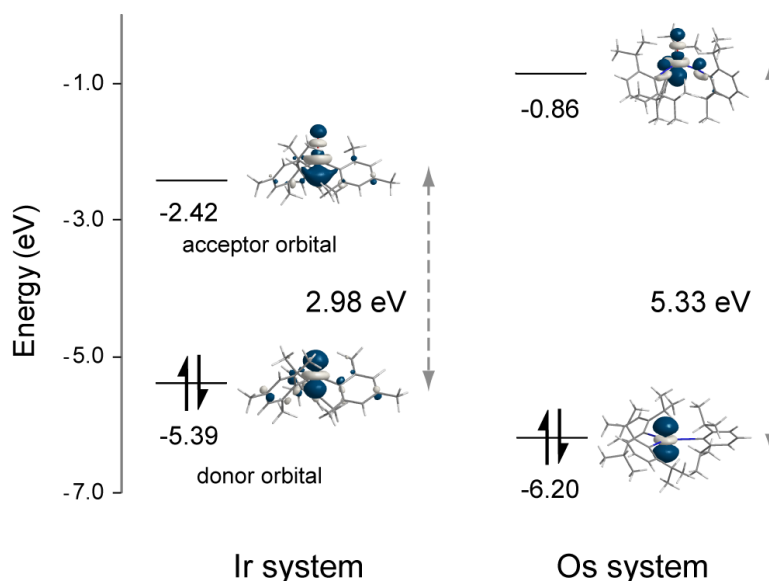 Energy (eV)
-1.0
-3.0
-5.0
-7.0
-2.42
acceptor orbital
2.98 eV
-5.39
donor orbital
Ir system
-0.86
5.33 eV
-6.20
Os system